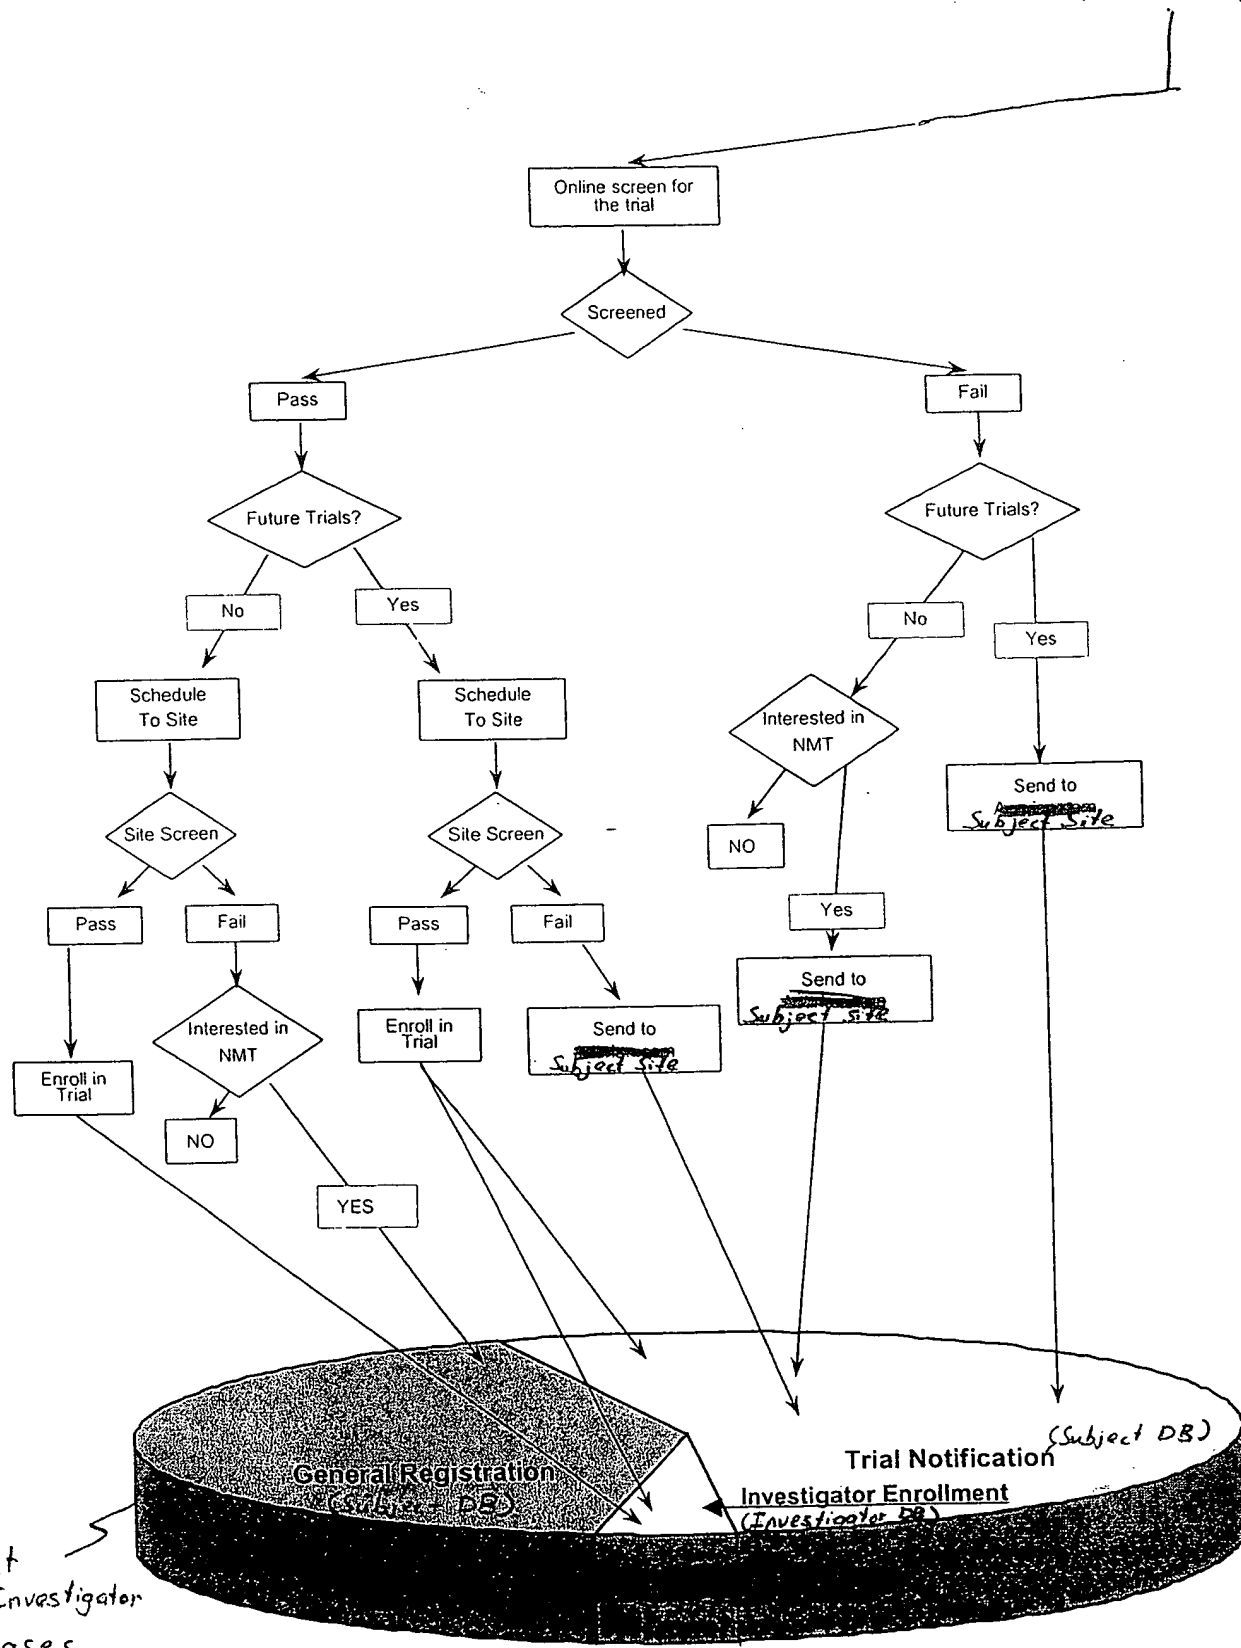 Online screen for
the trial
Screened
Pass
Fail
Future Trials?
Future Trials?
No
Yes
No
Yes
Schedule
To Site
Schedule
To Site
Interested in
NMT
Send to
Subject Site
Site Screen
Site Screen
NO
Yes
Pass
Fail
Pass
Fail
Send to
Subject Site
Interested in
NMT
Enroll in
Trial
Send to
Subject Site
Enroll in
Trial
NO
YES
(Subject DB)
Trial Notification
General Registration
(Subject DB)
Investigator Enrollment
(Investigator DB)
Investigator